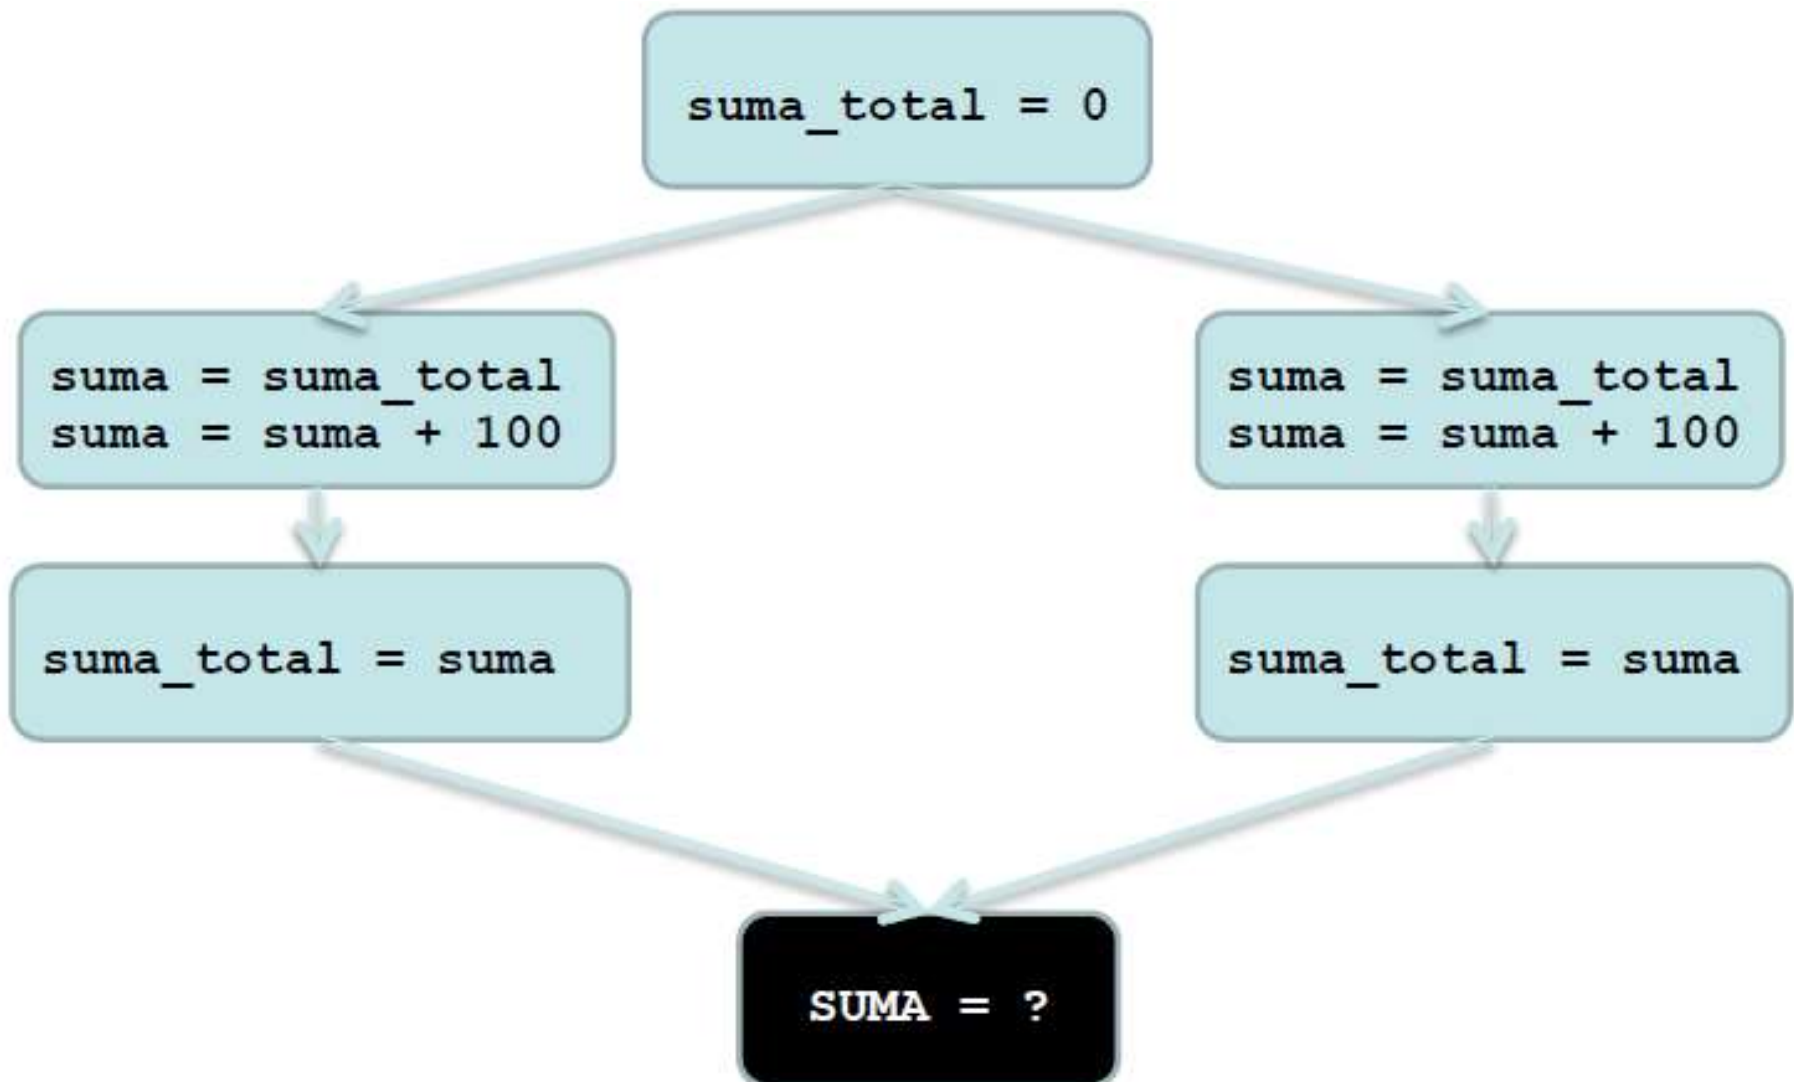 suma_total = 0
suma = suma_total
suma = suma + 100
suma = suma_total
suma = suma + 100
suma_total = suma
suma_total = suma
SUMA = ?